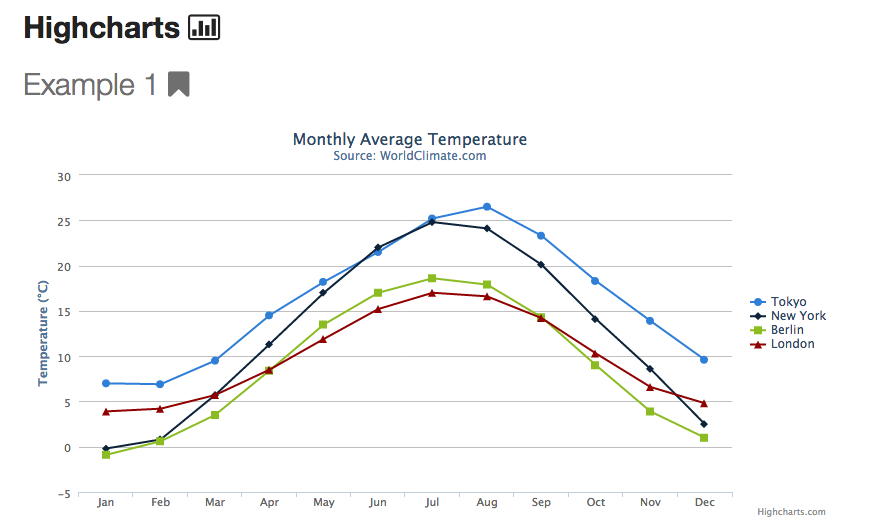 Highcharts
Example 1
Monthly Average Temperature
Source: WorldClimate.com
Temperature (°C)
30
25
20
15
10
5
0
−5
Jan Feb Mar Apr May Jun Jul Aug Sep Oct Nov Dec
Tokyo
New York
Berlin
London
Highcharts.com